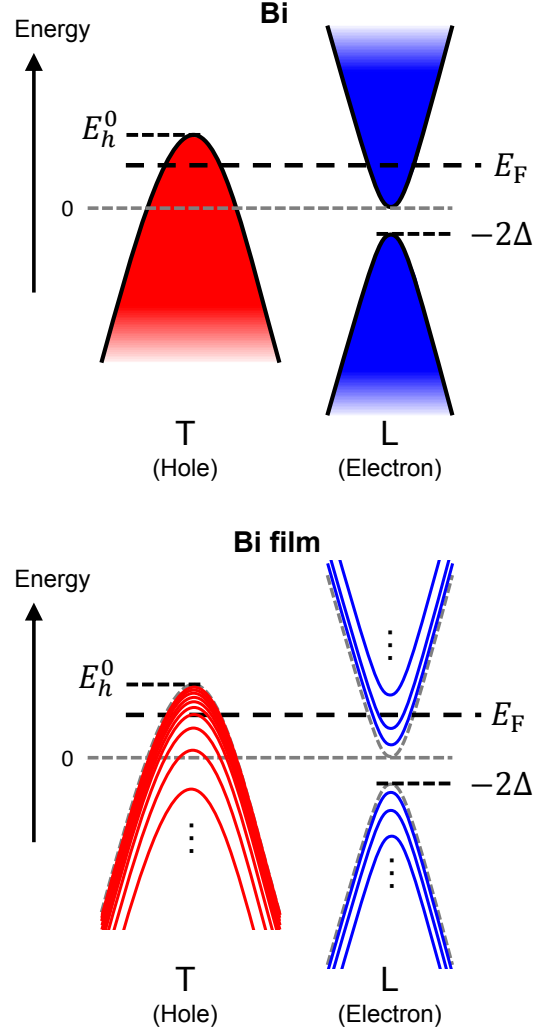 Bi
Energy
E_h^0
E_F
0
−2Δ
T
L
(Hole)
(Electron)
Bi film
Energy
E_h^0
E_F
0
−2Δ
T
L
(Hole)
(Electron)